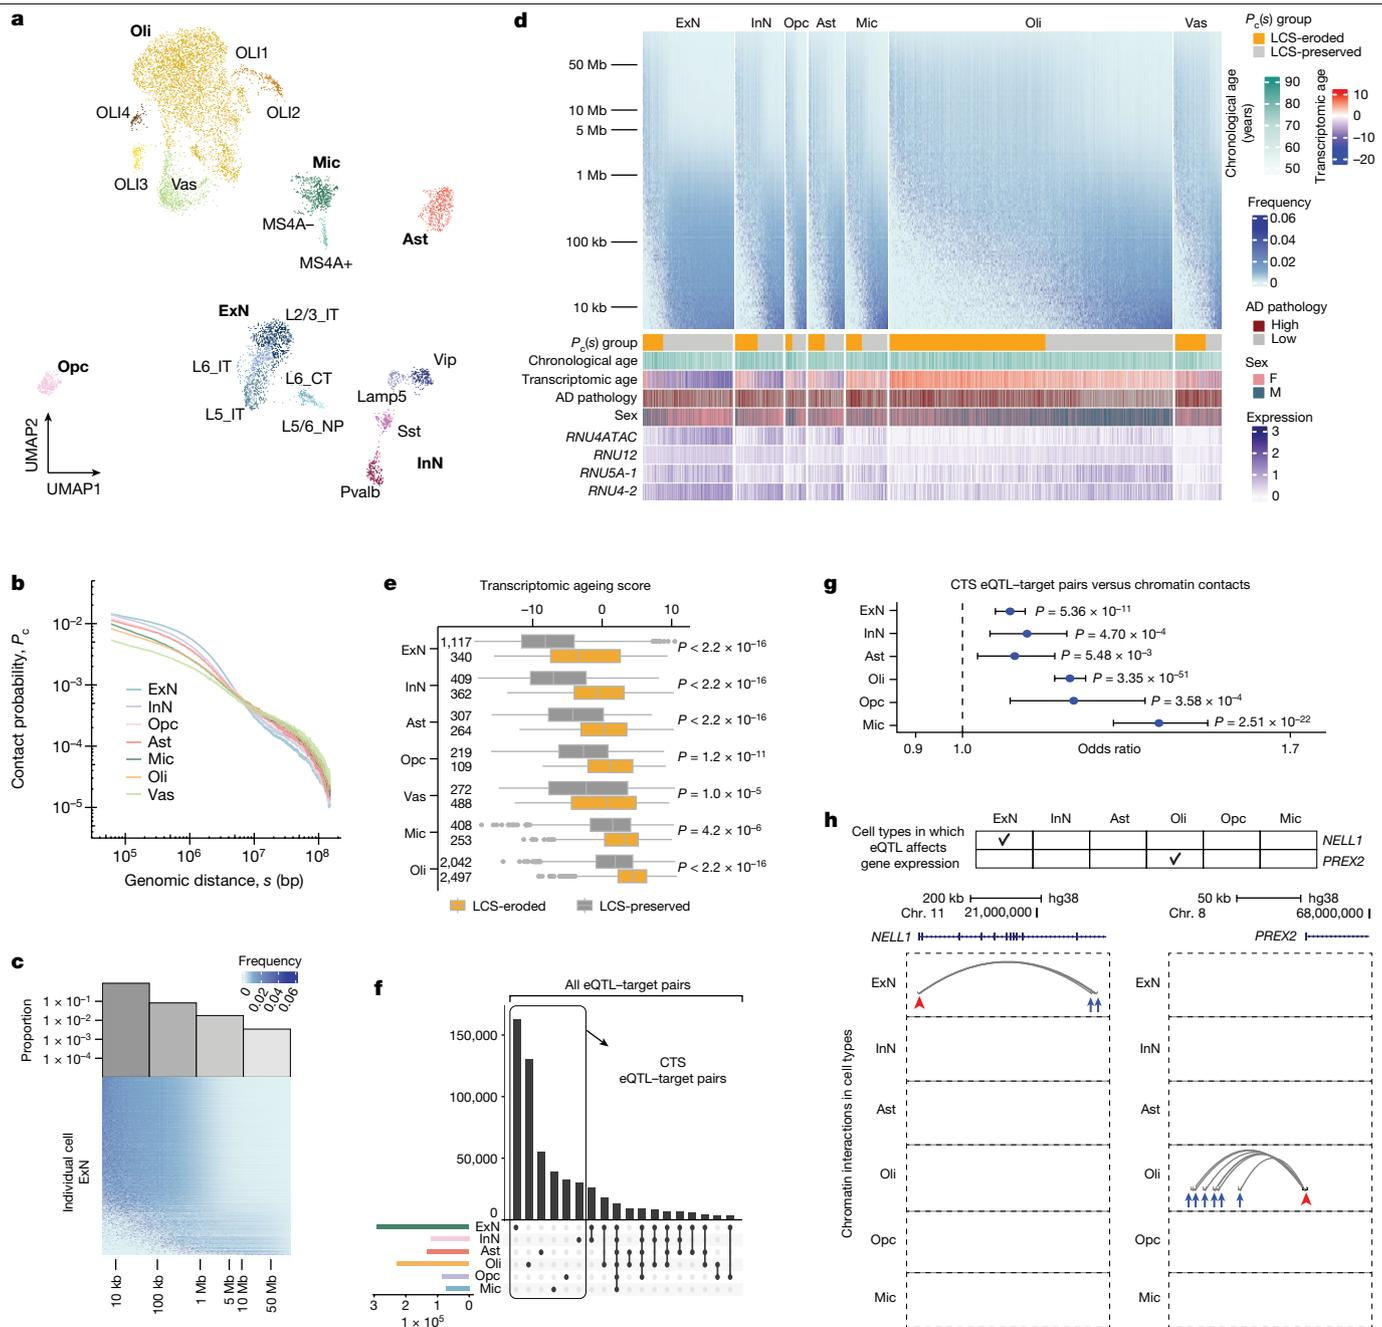 a
Oli
OLI1
OLI4
OLI2
OLI3
Vas
Mic
MS4A–
MS4A+
Ast
ExN
L2/3_IT
L6_IT
L6_CT
L5_IT
L5/6_NP
Vip
Lamp5
Sst
InN
Pvalb
Opc
UMAP2
UMAP1
d
ExN InN Opc Ast Mic Oli Vas
50 Mb
10 Mb
5 Mb
1 Mb
100 kb
10 kb
Pc(s) group
Chronological age
Transcriptomic age
AD pathology
Sex
RNU4ATAC
RNU12
RNU5A-1
RNU4-2
Pc(s) group
LCS-eroded
LCS-preserved
Chronological age
(years)
90
80
70
60
50
Transcriptomic age
10
0
−10
−20
Frequency
0.06
0.04
0.02
0
AD pathology
High
Low
Sex
F
M
Expression
3
2
1
0
b
Contact probability, Pc
10−2
10−3
10−4
10−5
ExN
InN
Opc
Ast
Mic
Oli
Vas
105 106 107 108
Genomic distance, s (bp)
c
Frequency
0 0.02 0.04 0.06
Proportion
1 × 10−1
1 × 10−2
1 × 10−3
1 × 10−4
Individual cell
ExN
10 kb 100 kb 1 Mb 5 Mb 10 Mb 50 Mb
e
Transcriptomic ageing score
−10 0 10
ExN 1,117 340 P < 2.2 × 10−16
InN 409 362 P < 2.2 × 10−16
Ast 307 264 P < 2.2 × 10−16
Opc 219 109 P = 1.2 × 10−11
Vas 272 488 P = 1.0 × 10−5
Mic 408 253 P = 4.2 × 10−6
Oli 2,042 2,497 P < 2.2 × 10−16
LCS-eroded LCS-preserved
f
All eQTL–target pairs
150,000
100,000
50,000
0
CTS
eQTL–target pairs
ExN
InN
Ast
Oli
Opc
Mic
3 2 1 0
1 × 105
g
CTS eQTL–target pairs versus chromatin contacts
ExN P = 5.36 × 10−11
InN P = 4.70 × 10−4
Ast P = 5.48 × 10−3
Oli P = 3.35 × 10−51
Opc P = 3.58 × 10−4
Mic P = 2.51 × 10−22
0.9 1.0 Odds ratio 1.7
h
Cell types in which
eQTL affects
gene expression
ExN InN Ast Oli Opc Mic
✓ NELL1
✓ PREX2
200 kb hg38
Chr. 11 21,000,000
NELL1
50 kb hg38
Chr. 8 68,000,000
PREX2
Chromatin interactions in cell types
ExN
InN
Ast
Oli
Opc
Mic
ExN
InN
Ast
Oli
Opc
Mic